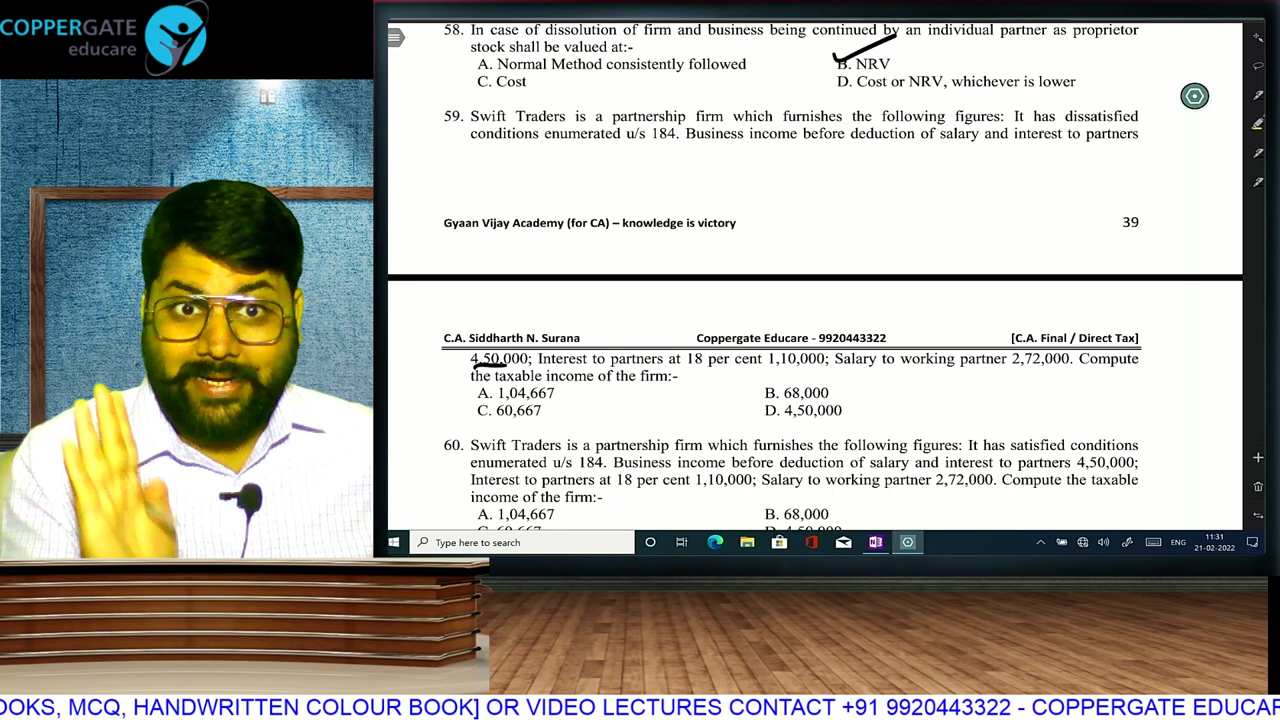 COPPERGATE
educare
58. In case of dissolution of firm and business being continued by an individual partner as proprietor
stock shall be valued at:-
A. Normal Method consistently followed B. NRV
C. Cost D. Cost or NRV, whichever is lower
59. Swift Traders is a partnership firm which furnishes the following figures: It has dissatisfied
conditions enumerated u/s 184. Business income before deduction of salary and interest to partners
Gyaan Vijay Academy (for CA) – knowledge is victory 39
C.A. Siddharth N. Surana Coppergate Educare - 9920443322 [C.A. Final / Direct Tax]
4,50,000; Interest to partners at 18 per cent 1,10,000; Salary to working partner 2,72,000. Compute
the taxable income of the firm:-
A. 1,04,667 B. 68,000
C. 60,667 D. 4,50,000
60. Swift Traders is a partnership firm which furnishes the following figures: It has satisfied conditions
enumerated u/s 184. Business income before deduction of salary and interest to partners 4,50,000;
Interest to partners at 18 per cent 1,10,000; Salary to working partner 2,72,000. Compute the taxable
income of the firm:-
A. 1,04,667 B. 68,000
C. 60,667 D. 4,50,000
Type here to search
ENG
11:31
21-02-2022
OOKS, MCQ, HANDWRITTEN COLOUR BOOK] OR VIDEO LECTURES CONTACT +91 9920443322 - COPPERGATE EDUCAR